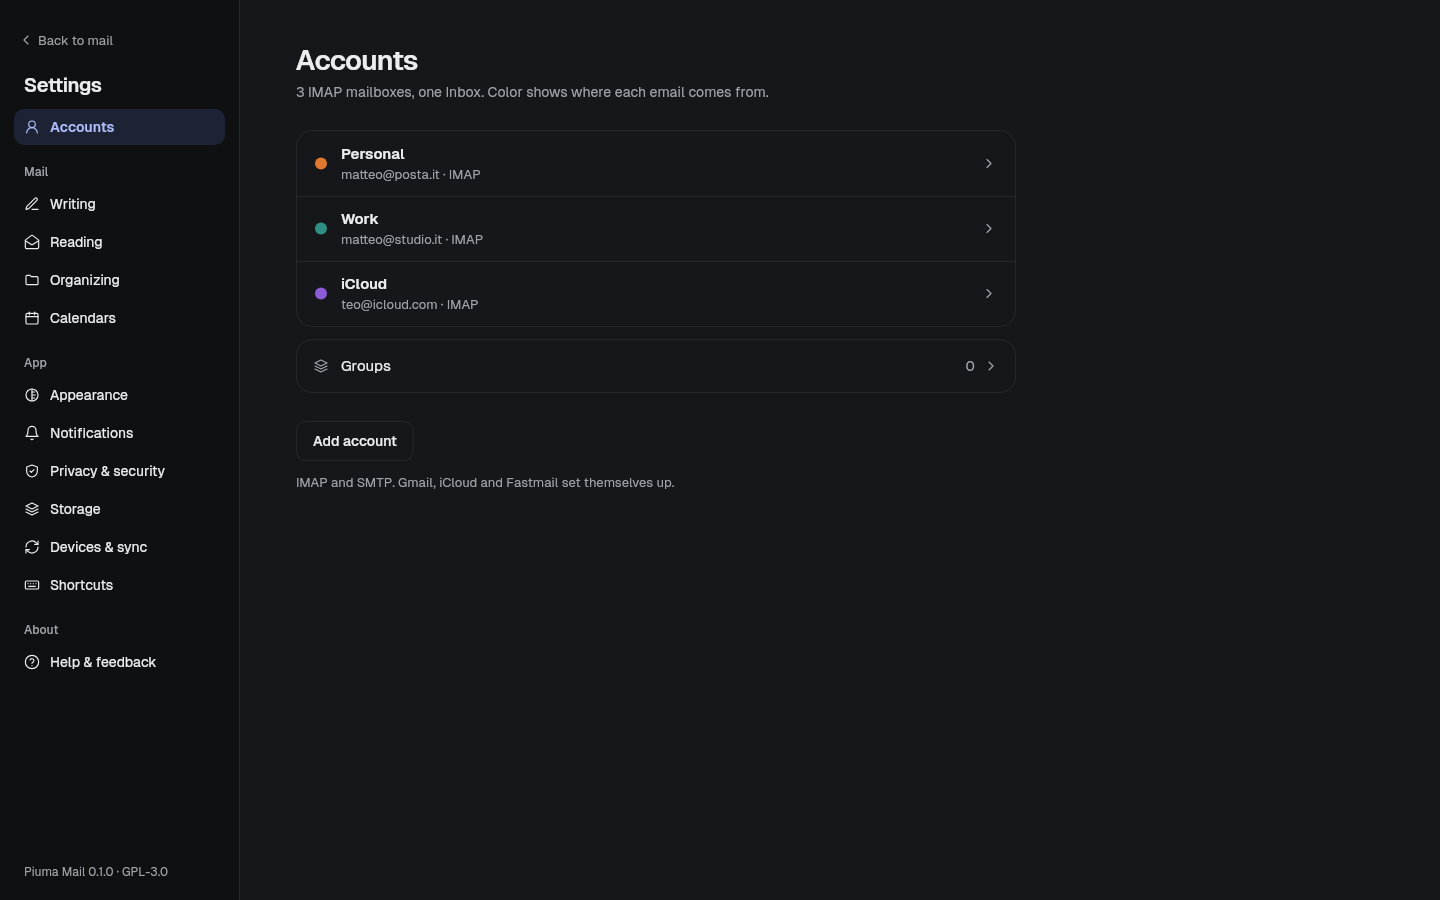 Back to mail
Settings
Accounts
Mail
Writing
Reading
Organizing
Calendars
App
Appearance
Notifications
Privacy & security
Storage
Devices & sync
Shortcuts
About
Help & feedback
Piuma Mail 0.1.0 · GPL-3.0
Accounts
3 IMAP mailboxes, one Inbox. Color shows where each email comes from.
Personal
matteo@posta.it · IMAP
Work
matteo@studio.it · IMAP
iCloud
teo@icloud.com · IMAP
Groups 0
Add account
IMAP and SMTP. Gmail, iCloud and Fastmail set themselves up.